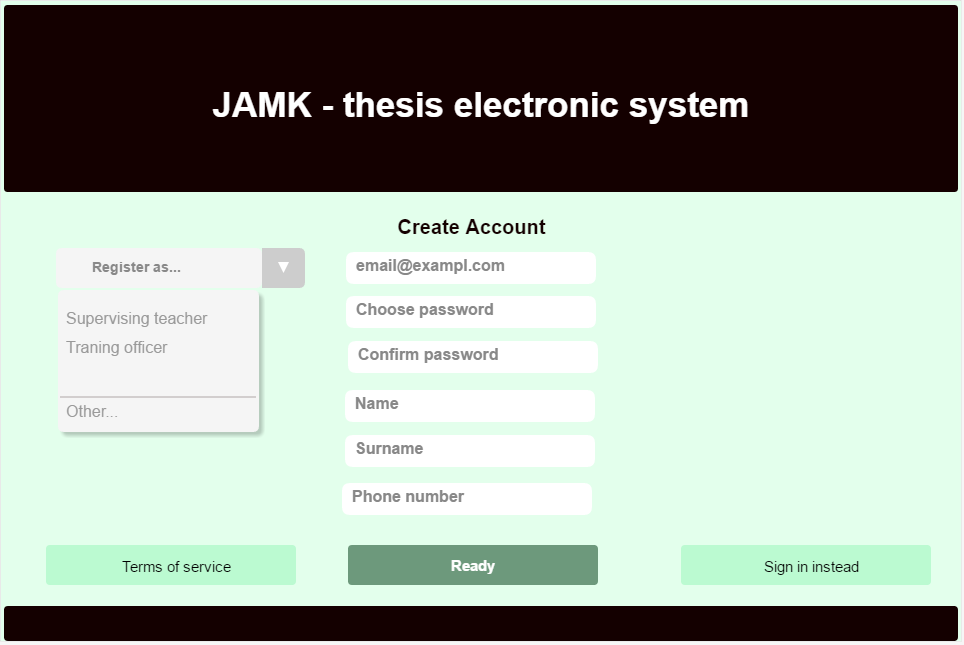 JAMK - thesis electronic system
Create Account
Register as... ▼
Supervising teacher
Traning officer
Other...
email@exampl.com
Choose password
Confirm password
Name
Surname
Phone number
Terms of service
Ready
Sign in instead